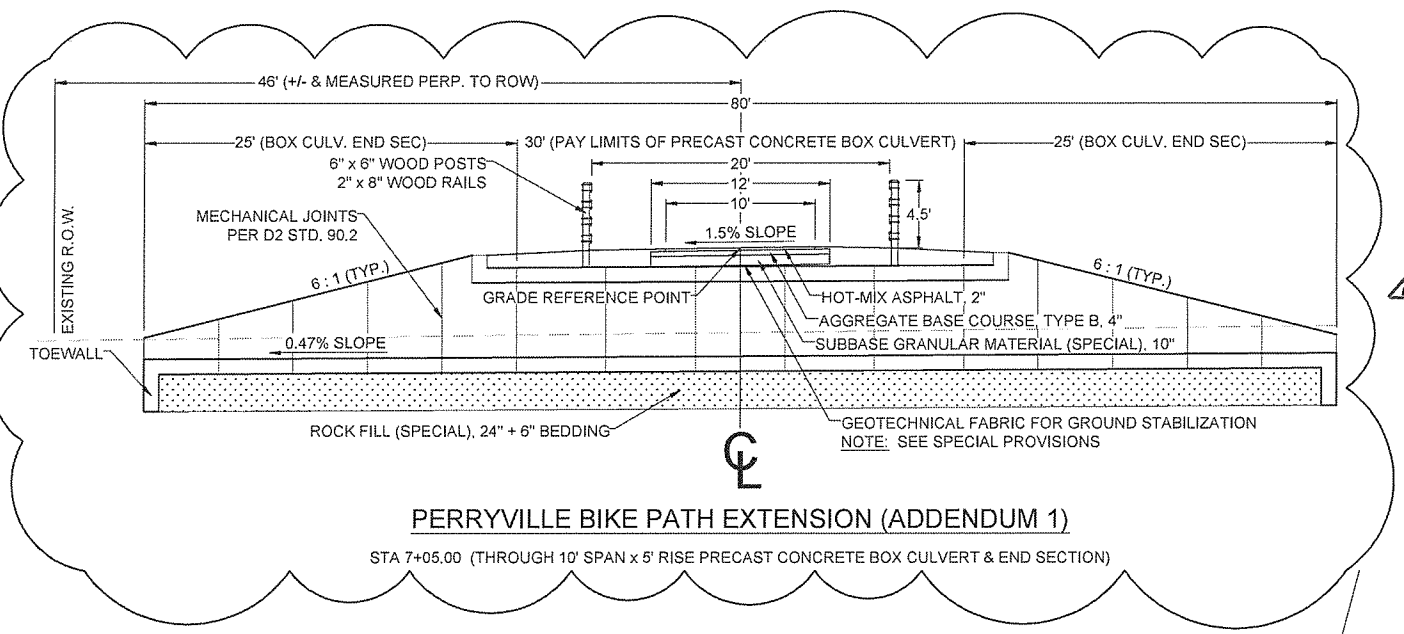 46' (+/- & MEASURED PERP. TO ROW)
80'
25' (BOX CULV. END SEC)
30' (PAY LIMITS OF PRECAST CONCRETE BOX CULVERT)
25' (BOX CULV. END SEC)
6" x 6" WOOD POSTS
2" x 8" WOOD RAILS
20'
12'
10'
4.5'
MECHANICAL JOINTS
PER D2 STD. 90.2
1.5% SLOPE
EXISTING R.O.W.
6 : 1 (TYP.)
6 : 1 (TYP.)
GRADE REFERENCE POINT
HOT-MIX ASPHALT, 2"
AGGREGATE BASE COURSE, TYPE B, 4"
SUBBASE GRANULAR MATERIAL (SPECIAL), 10"
0.47% SLOPE
TOEWALL
ROCK FILL (SPECIAL), 24" + 6" BEDDING
GEOTECHNICAL FABRIC FOR GROUND STABILIZATION
NOTE: SEE SPECIAL PROVISIONS
CL
PERRYVILLE BIKE PATH EXTENSION (ADDENDUM 1)
STA 7+05.00 (THROUGH 10' SPAN x 5' RISE PRECAST CONCRETE BOX CULVERT & END SECTION)